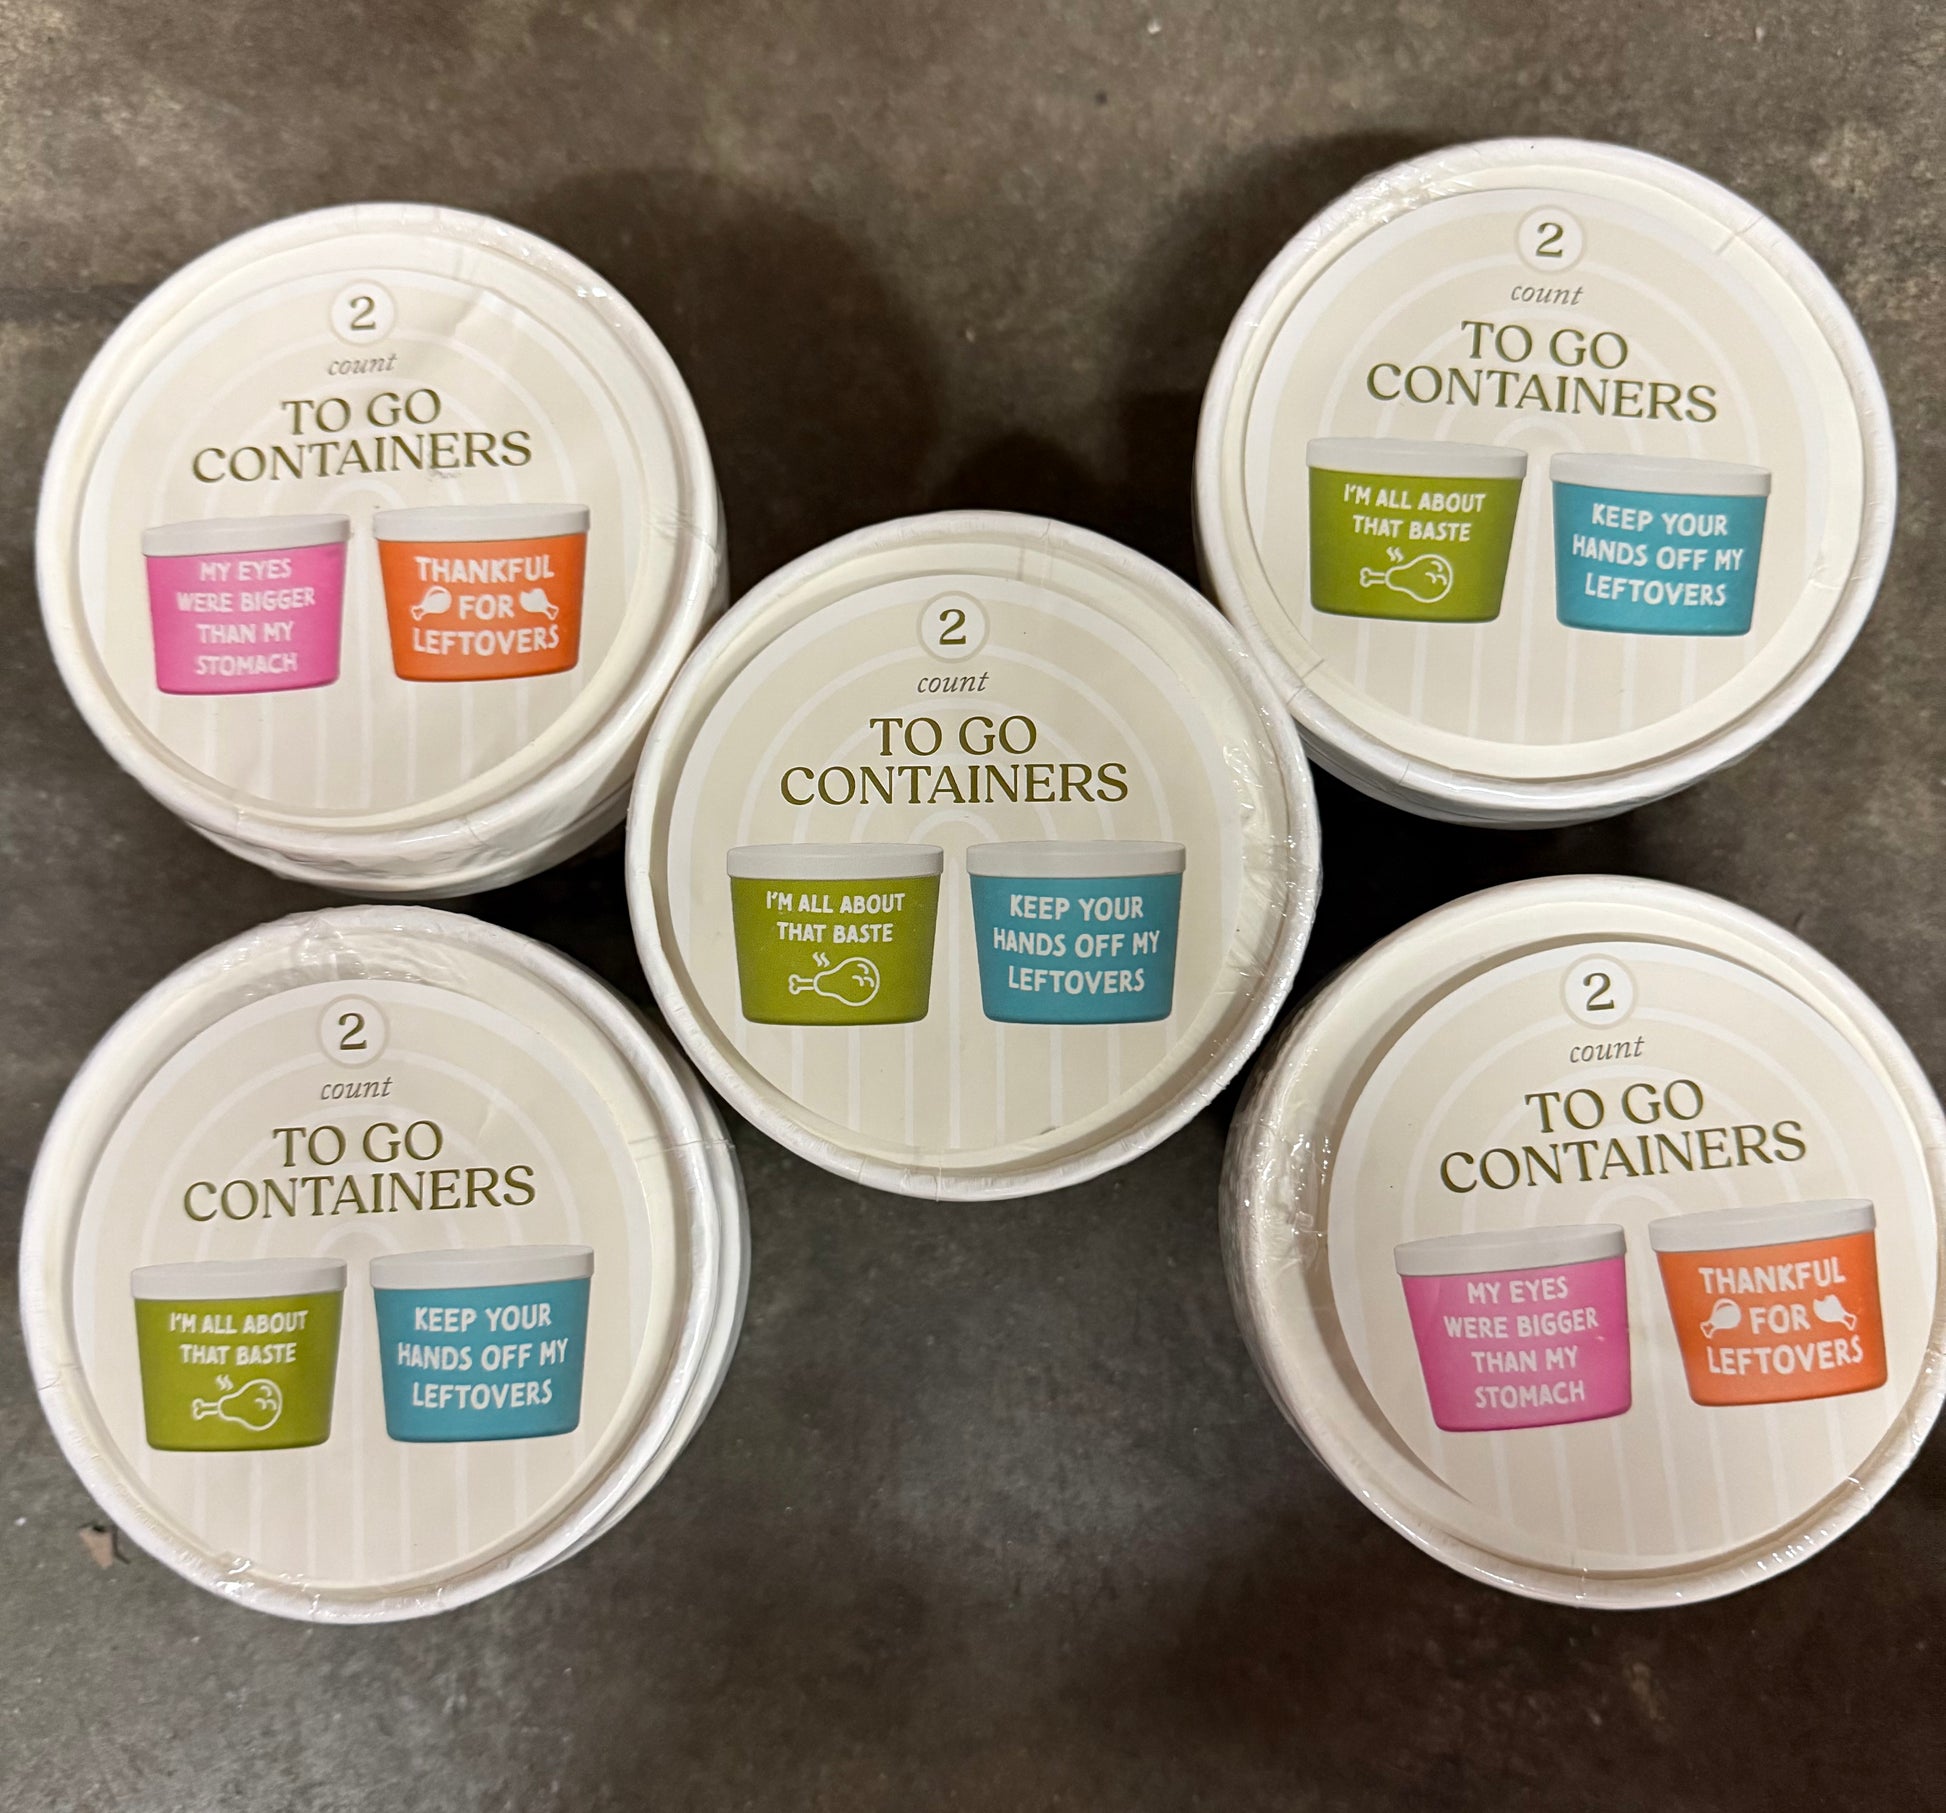 2
count
TO GO
CONTAINERS
MY EYES
WERE BIGGER
THAN MY
STOMACH
THANKFUL
FOR
LEFTOVERS
2
count
TO GO
CONTAINERS
I'M ALL ABOUT
THAT BASTE
KEEP YOUR
HANDS OFF MY
LEFTOVERS
2
count
TO GO
CONTAINERS
I'M ALL ABOUT
THAT BASTE
KEEP YOUR
HANDS OFF MY
LEFTOVERS
2
count
TO GO
CONTAINERS
I'M ALL ABOUT
THAT BASTE
KEEP YOUR
HANDS OFF MY
LEFTOVERS
2
count
TO GO
CONTAINERS
MY EYES
WERE BIGGER
THAN MY
STOMACH
THANKFUL
FOR
LEFTOVERS